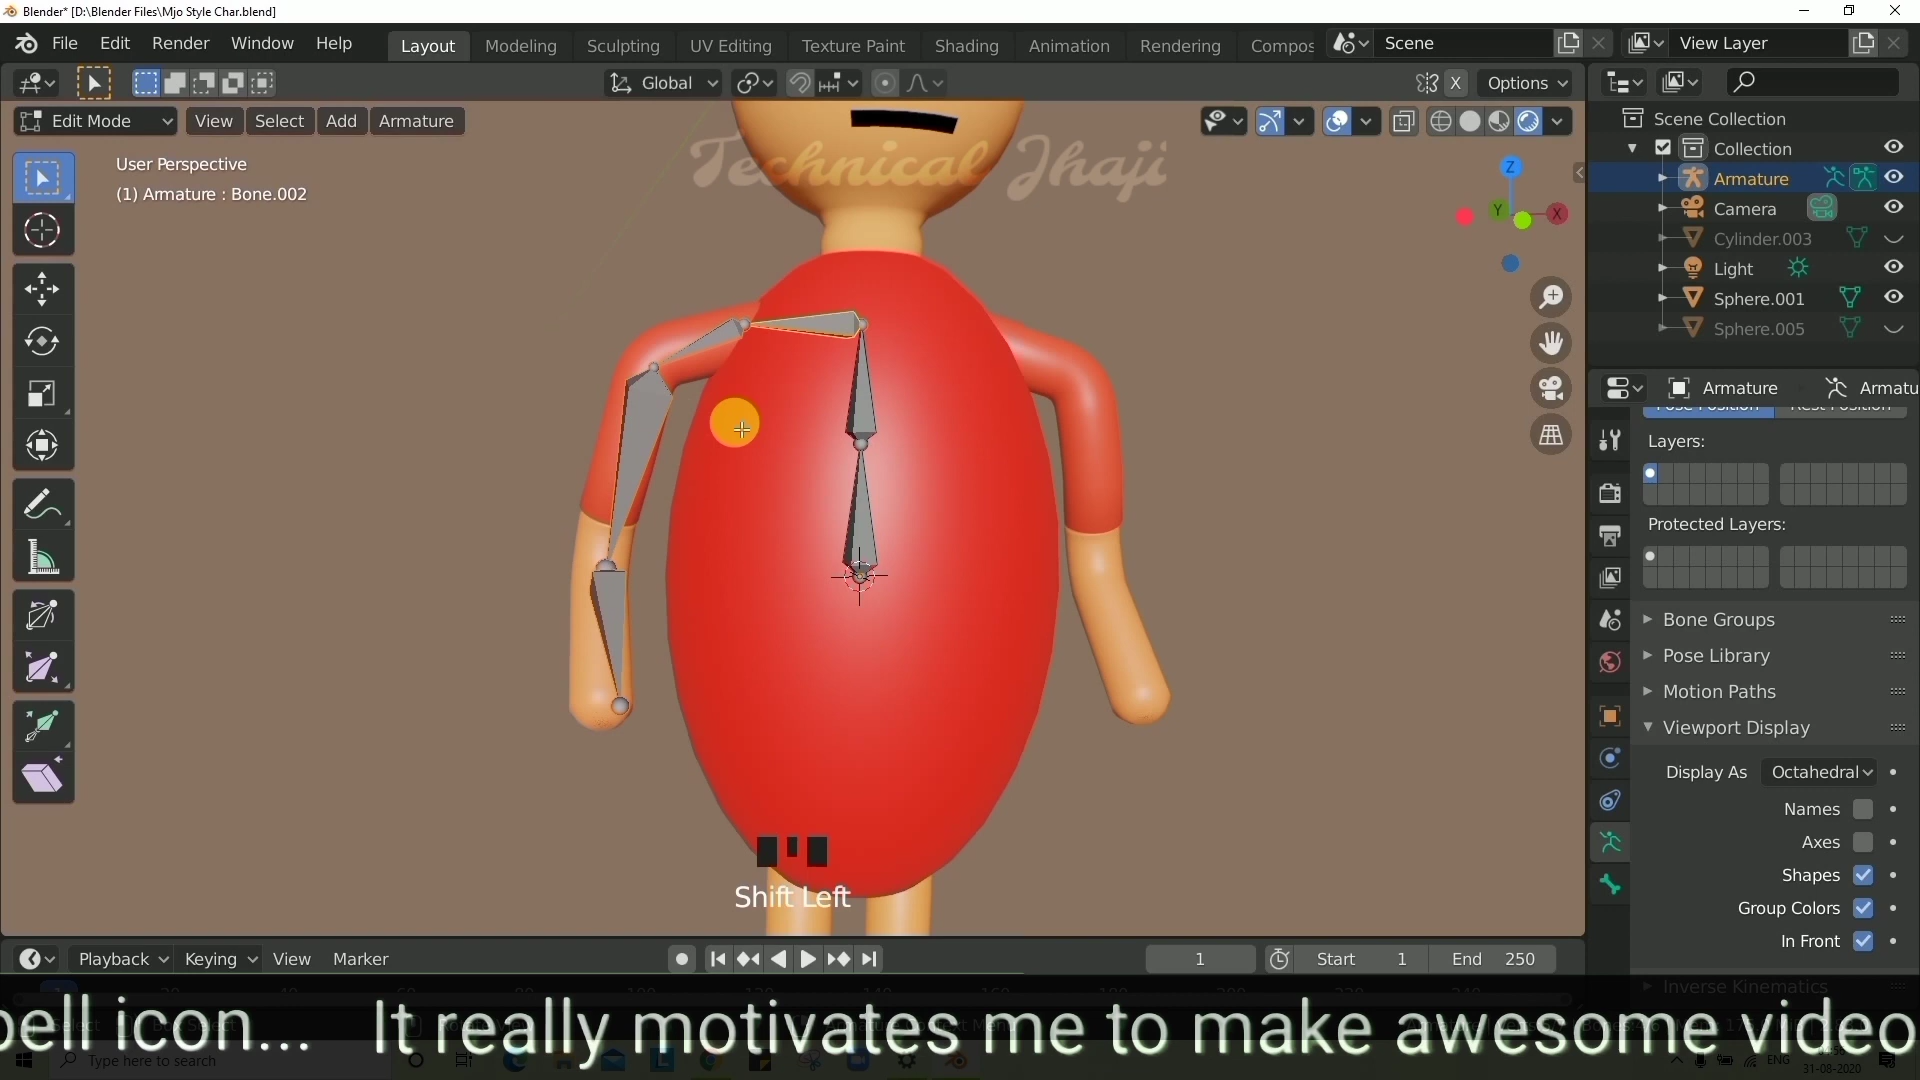 Blender* [D:\Blender Files\Mjo Style Char.blend]
File Edit Render Window Help
Layout Modeling Sculpting UV Editing Texture Paint Shading Animation Rendering Compos
Scene
View Layer
Global
X
Options
Edit Mode View Select Add Armature
User Perspective
(1) Armature : Bone.002
Technical Jhaji
Z
Y
X
Scene Collection
Collection
Armature
Camera
Cylinder.003
Light
Sphere.001
Sphere.005
Armature Armatu
Pose Position Rest Position
Layers:
Protected Layers:
Bone Groups
Pose Library
Motion Paths
Viewport Display
Display As Octahedral
Names
Axes
Shapes
Group Colors
In Front
Inverse Kinematics
Shift Left
Playback Keying View Marker
1
Start 1
End 250
bell icon... It really motivates me to make awesome video
Type here to search
ENG
31-08-2020